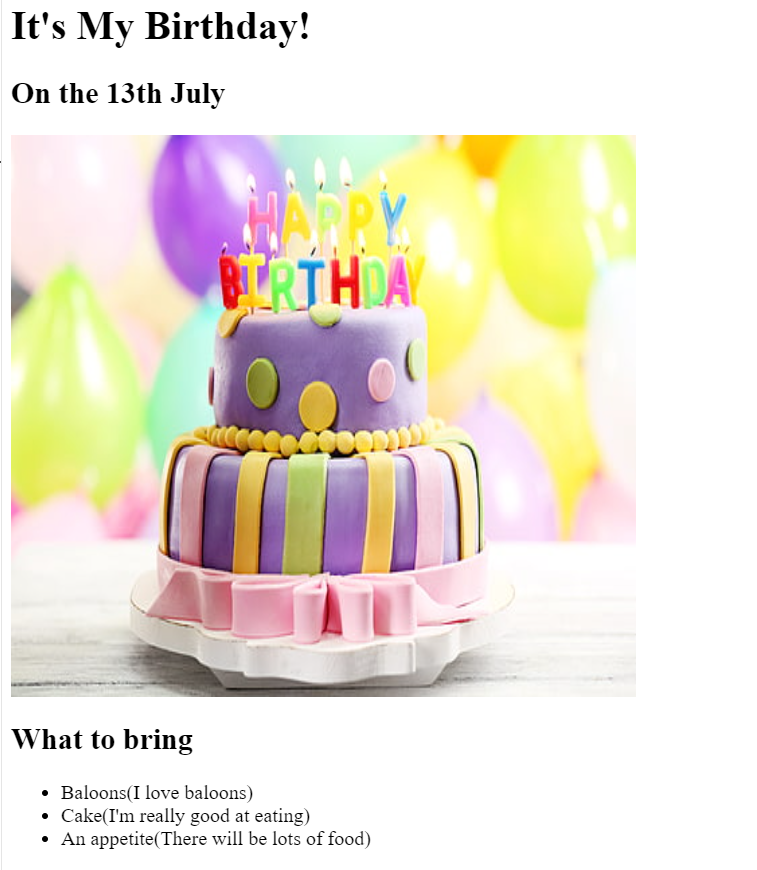 It's My Birthday!
On the 13th July
HAPPY
BIRTHDAY
What to bring
Baloons(I love baloons)
Cake(I'm really good at eating)
An appetite(There will be lots of food)